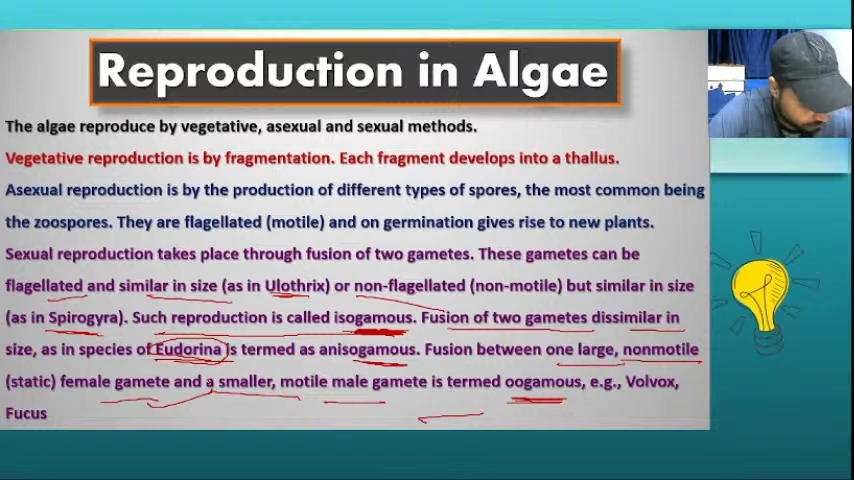 Reproduction in Algae
The algae reproduce by vegetative, asexual and sexual methods.
Vegetative reproduction is by fragmentation. Each fragment develops into a thallus.
Asexual reproduction is by the production of different types of spores, the most common being
the zoospores. They are flagellated (motile) and on germination gives rise to new plants.
Sexual reproduction takes place through fusion of two gametes. These gametes can be
flagellated and similar in size (as in Ulothrix) or non-flagellated (non-motile) but similar in size
(as in Spirogyra). Such reproduction is called isogamous. Fusion of two gametes dissimilar in
size, as in species of Eudorina is termed as anisogamous. Fusion between one large, nonmotile
(static) female gamete and a smaller, motile male gamete is termed oogamous, e.g., Volvox,
Fucus